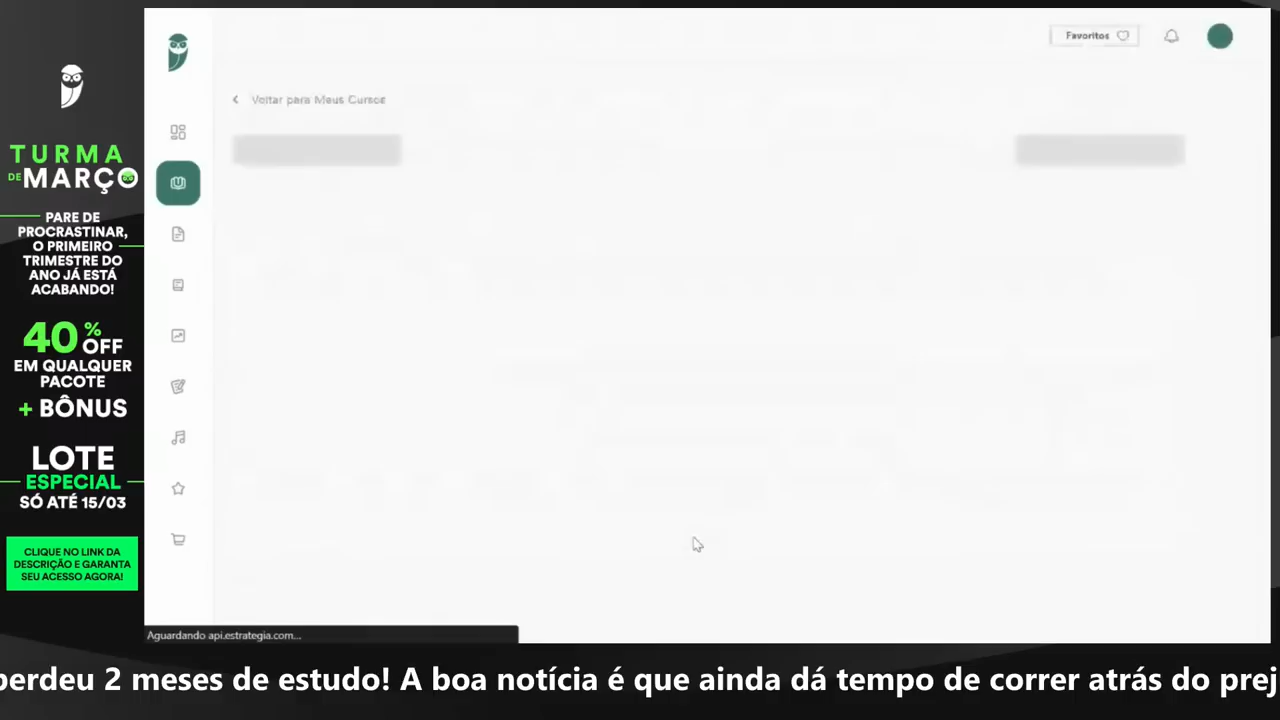 TURMA
DE MARÇO
PARE DE
PROCRASTINAR,
O PRIMEIRO
TRIMESTRE DO
ANO JÁ ESTÁ
ACABANDO!
40%
OFF
EM QUALQUER
PACOTE
+ BÔNUS
LOTE
ESPECIAL
SÓ ATÉ 15/03
CLIQUE NO LINK DA
DESCRIÇÃO E GARANTA
SEU ACESSO AGORA!
Favoritos
Voltar para Meus Cursos
Aguardando api.estrategia.com...
perdeu 2 meses de estudo! A boa notícia é que ainda dá tempo de correr atrás do prej